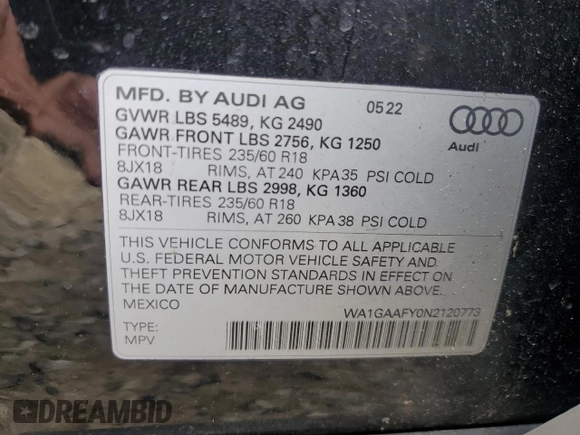 MFD. BY AUDI AG 05 22
GVWR LBS 5489, KG 2490
GAWR FRONT LBS 2756, KG 1250
FRONT-TIRES 235/60 R18
8JX18 RIMS, AT 240 KPA 35 PSI COLD
GAWR REAR LBS 2998, KG 1360
REAR-TIRES 235/60 R18
8JX18 RIMS, AT 260 KPA 38 PSI COLD
Audi
THIS VEHICLE CONFORMS TO ALL APPLICABLE
U.S. FEDERAL MOTOR VEHICLE SAFETY AND
THEFT PREVENTION STANDARDS IN EFFECT ON
THE DATE OF MANUFACTURE SHOWN ABOVE.
MEXICO
WA1GAAFY0N2120773
TYPE:
MPV
DREAMBID